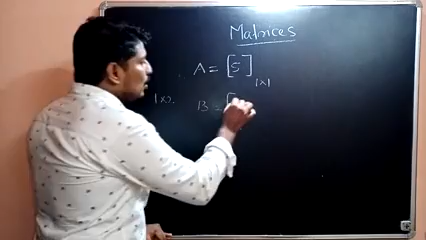 Matrices
A = [5]
1×1
1×2.
B = [